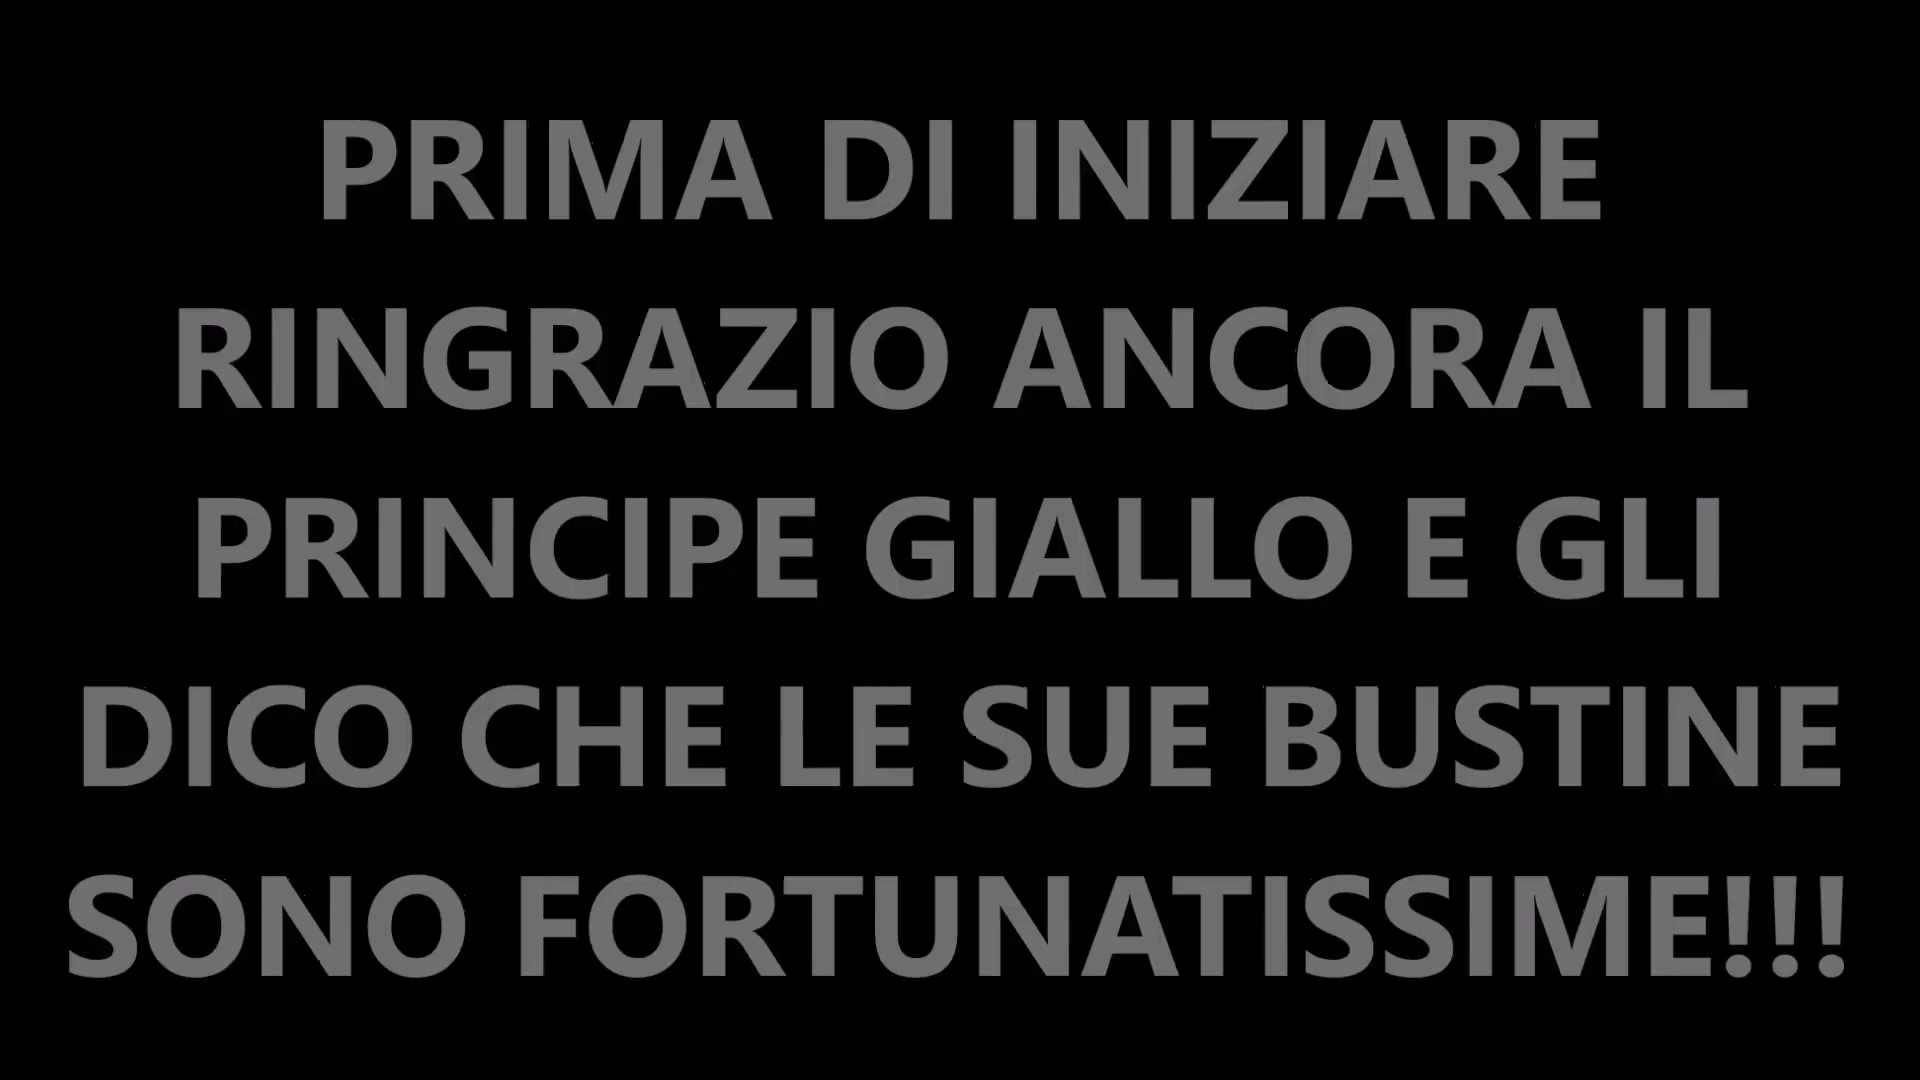 PRIMA DI INIZIARE
RINGRAZIO ANCORA IL
PRINCIPE GIALLO E GLI
DICO CHE LE SUE BUSTINE
SONO FORTUNATISSIME!!!